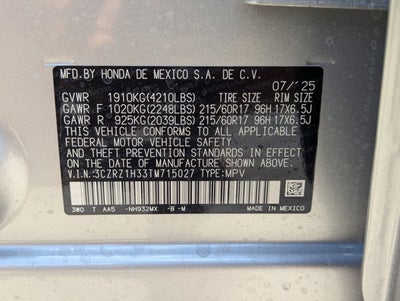 MFD. BY HONDA DE MEXICO S.A. DE C.V.
07/'25
GVWR 1910KG(4210LBS) TIRE SIZE RIM SIZE
GAWR F 1020KG(2248LBS) 215/60R17 96H 17X6.5J
GAWR R 925KG(2039LBS) 215/60R17 96H 17X6.5J
THIS VEHICLE CONFORMS TO ALL APPLICABLE
FEDERAL MOTOR VEHICLE SAFETY, BUMPER,
AND THEFT PREVENTION STANDARDS IN EFFECT
ON THE DATE OF MANUFACTURE SHOWN ABOVE.
V.I.N.:3CZRZ1H33TM715027 TYPE:MPV
3W0 T AA5 -NH932MX -B -M MADE IN MEXICO